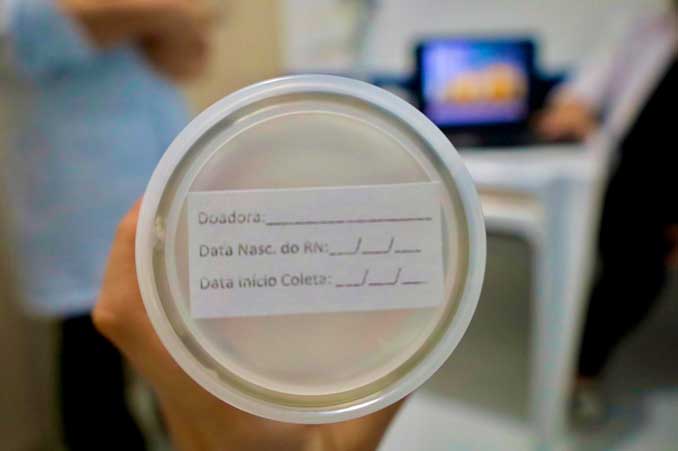 Doadora:____________________
Data Nasc. do RN:___/___/___
Data Início Coleta:___/___/___